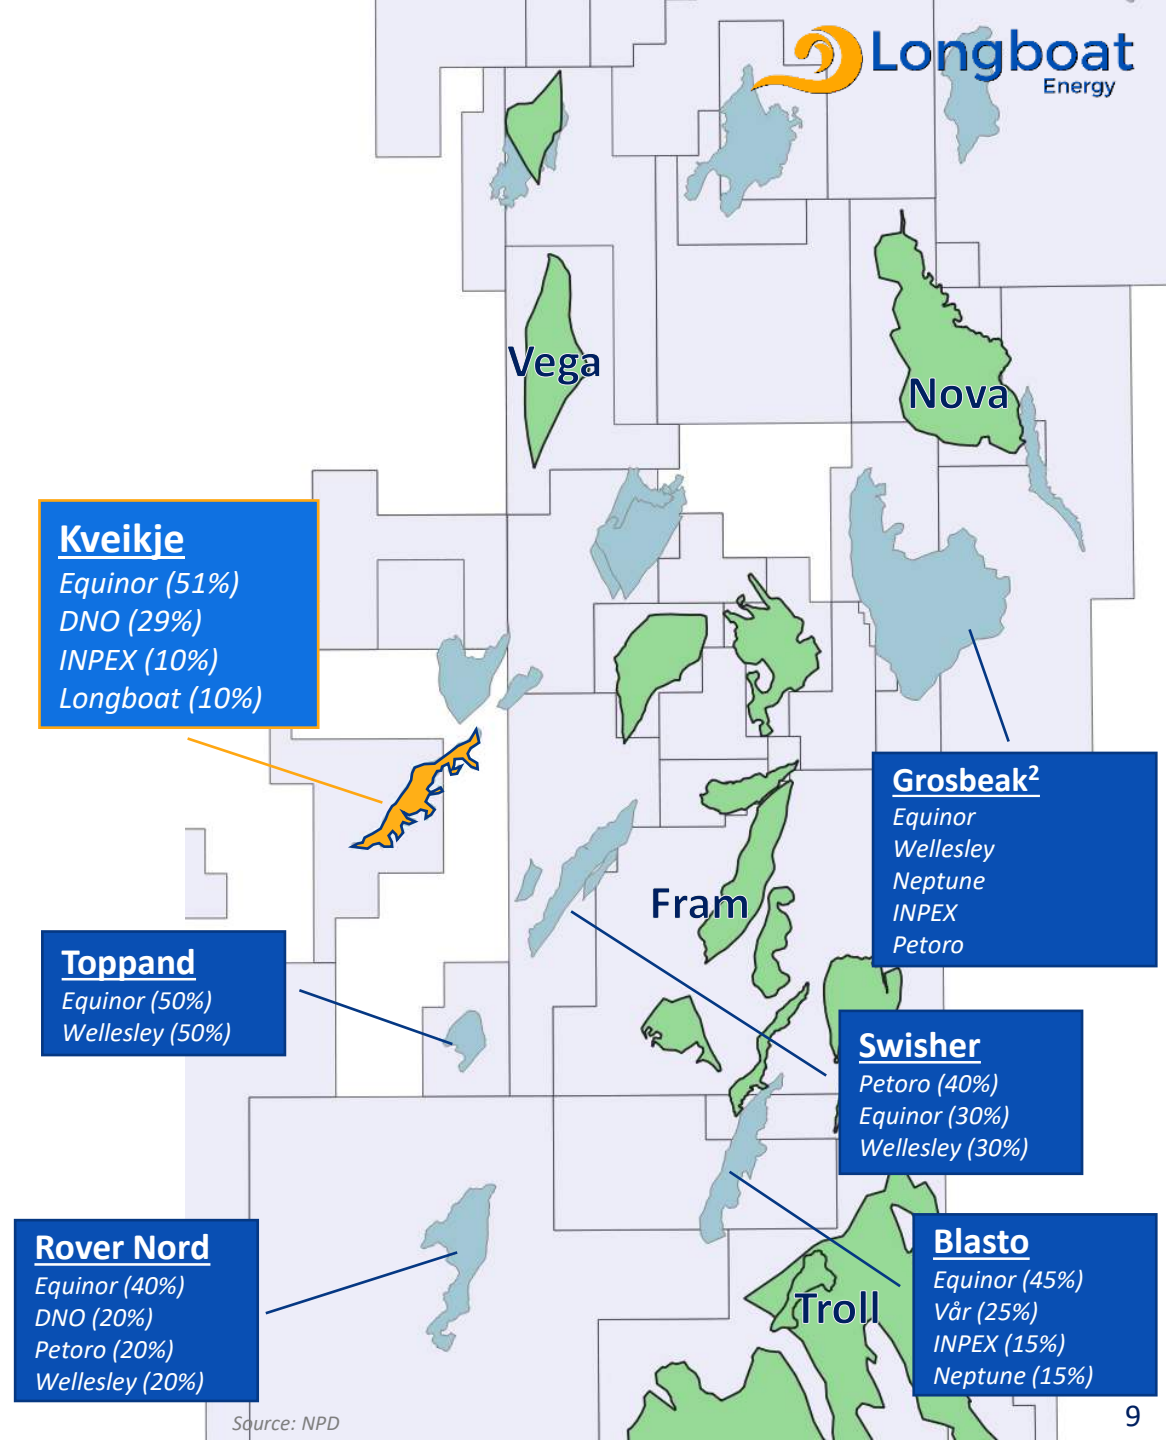 Longboat
Energy
Vega
Nova
Kveikje
Equinor (51%)
DNO (29%)
INPEX (10%)
Longboat (10%)
Grosbeak²
Equinor
Wellesley
Neptune
INPEX
Petoro
Fram
Toppand
Equinor (50%)
Wellesley (50%)
Swisher
Petoro (40%)
Equinor (30%)
Wellesley (30%)
Rover Nord
Equinor (40%)
DNO (20%)
Petoro (20%)
Wellesley (20%)
Blasto
Equinor (45%)
Vår (25%)
INPEX (15%)
Neptune (15%)
Troll
Source: NPD
9